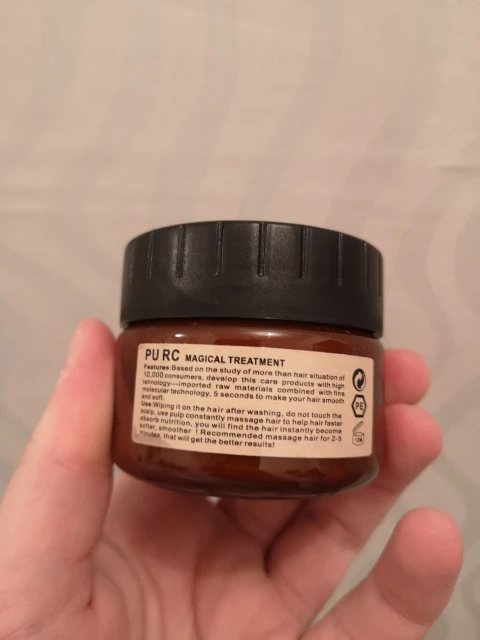 PURC MAGICAL TREATMENT
Features:Based on the study of more than hair situation of
10,000 consumers, develop this care products with high
tehnology---imported raw materials combined with fine
molecular technology, 5 seconds to make your hair smooth
and soft.
Use:Wiping it on the hair after washing, do not touch the
scalp, use pulp constantly massage hair to help hair faster
absorb nutrition, you will find the hair instantly become
softer, smoother ! Recommended massage hair for 2-5
minutes, that will get the better results!
PE